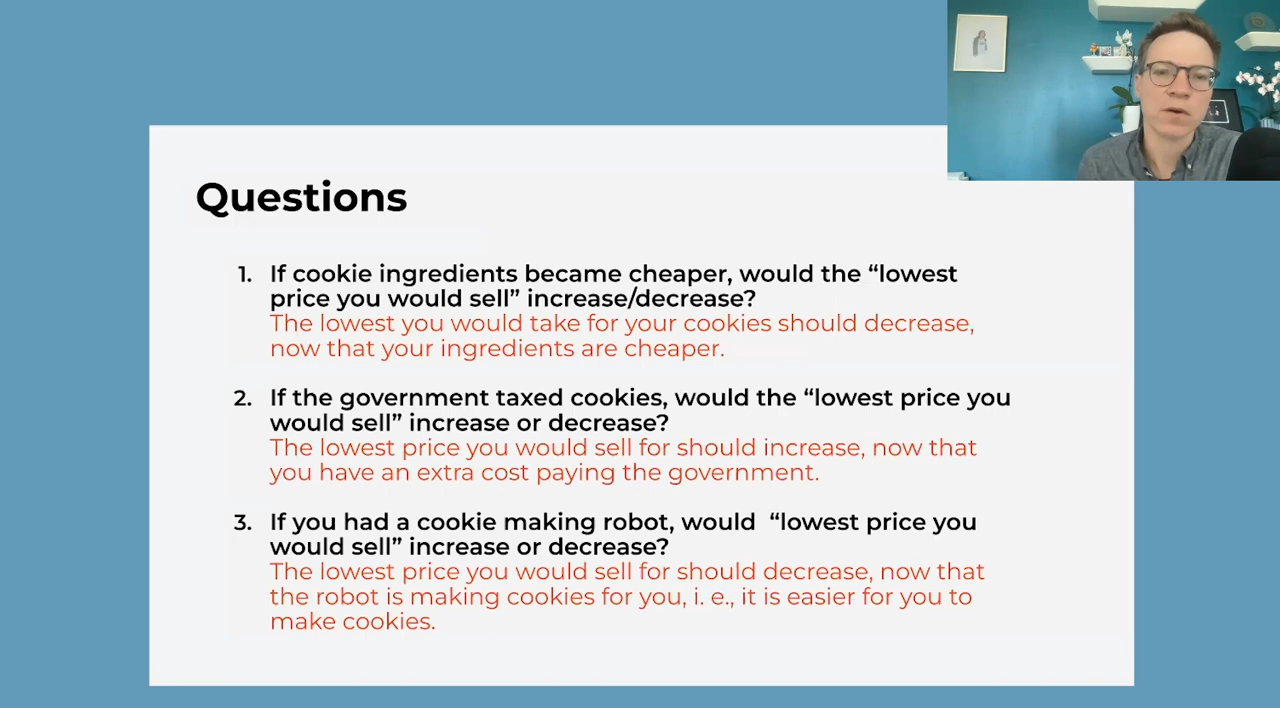 Questions
1. If cookie ingredients became cheaper, would the “lowest
price you would sell” increase/decrease?
The lowest you would take for your cookies should decrease,
now that your ingredients are cheaper.
2. If the government taxed cookies, would the “lowest price you
would sell” increase or decrease?
The lowest price you would sell for should increase, now that
you have an extra cost paying the government.
3. If you had a cookie making robot, would “lowest price you
would sell” increase or decrease?
The lowest price you would sell for should decrease, now that
the robot is making cookies for you, i. e., it is easier for you to
make cookies.